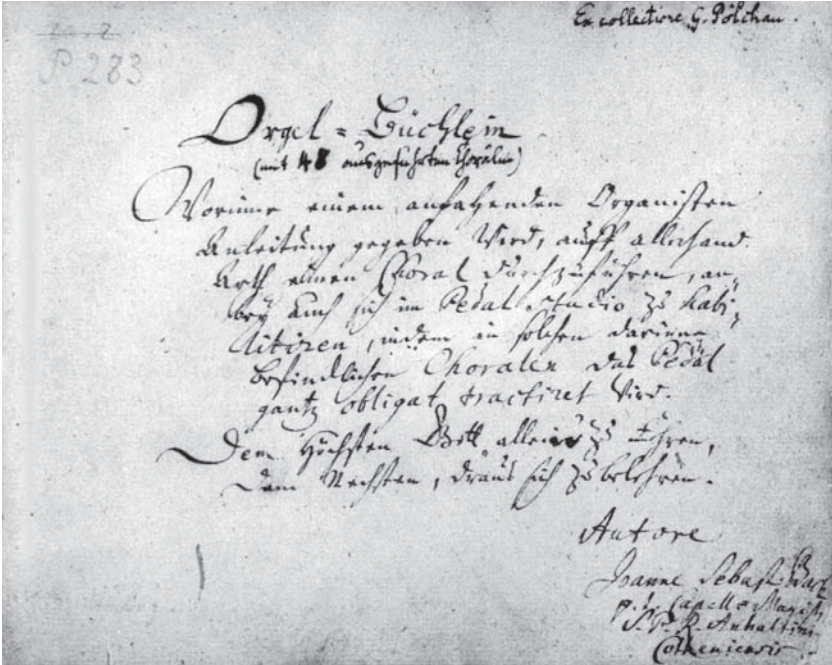 Ex collectione G. Pölchau.
P. 283
Orgel = Büchlein
(mit 48 ausgeführten Chorälen)
Worinne einem anfahenden Organisten
Anleitung gegeben wird, auff allerhand
Arth einen Choral durchzuführen, an-
bey auch sich im Pedal studio zu habi-
litiren, indem in solchen darinne
befindlichen Choralen das Pedal
gantz obligat tractiret wird.
Dem Höchsten Gott allein zu Ehren,
Dem Nechsten, draus sich zu belehren.
Autore
Joanne Sebast. Bach
p. t. Capellæ Magistri
S. P. R. Anhaltini-
Cotheniensis.